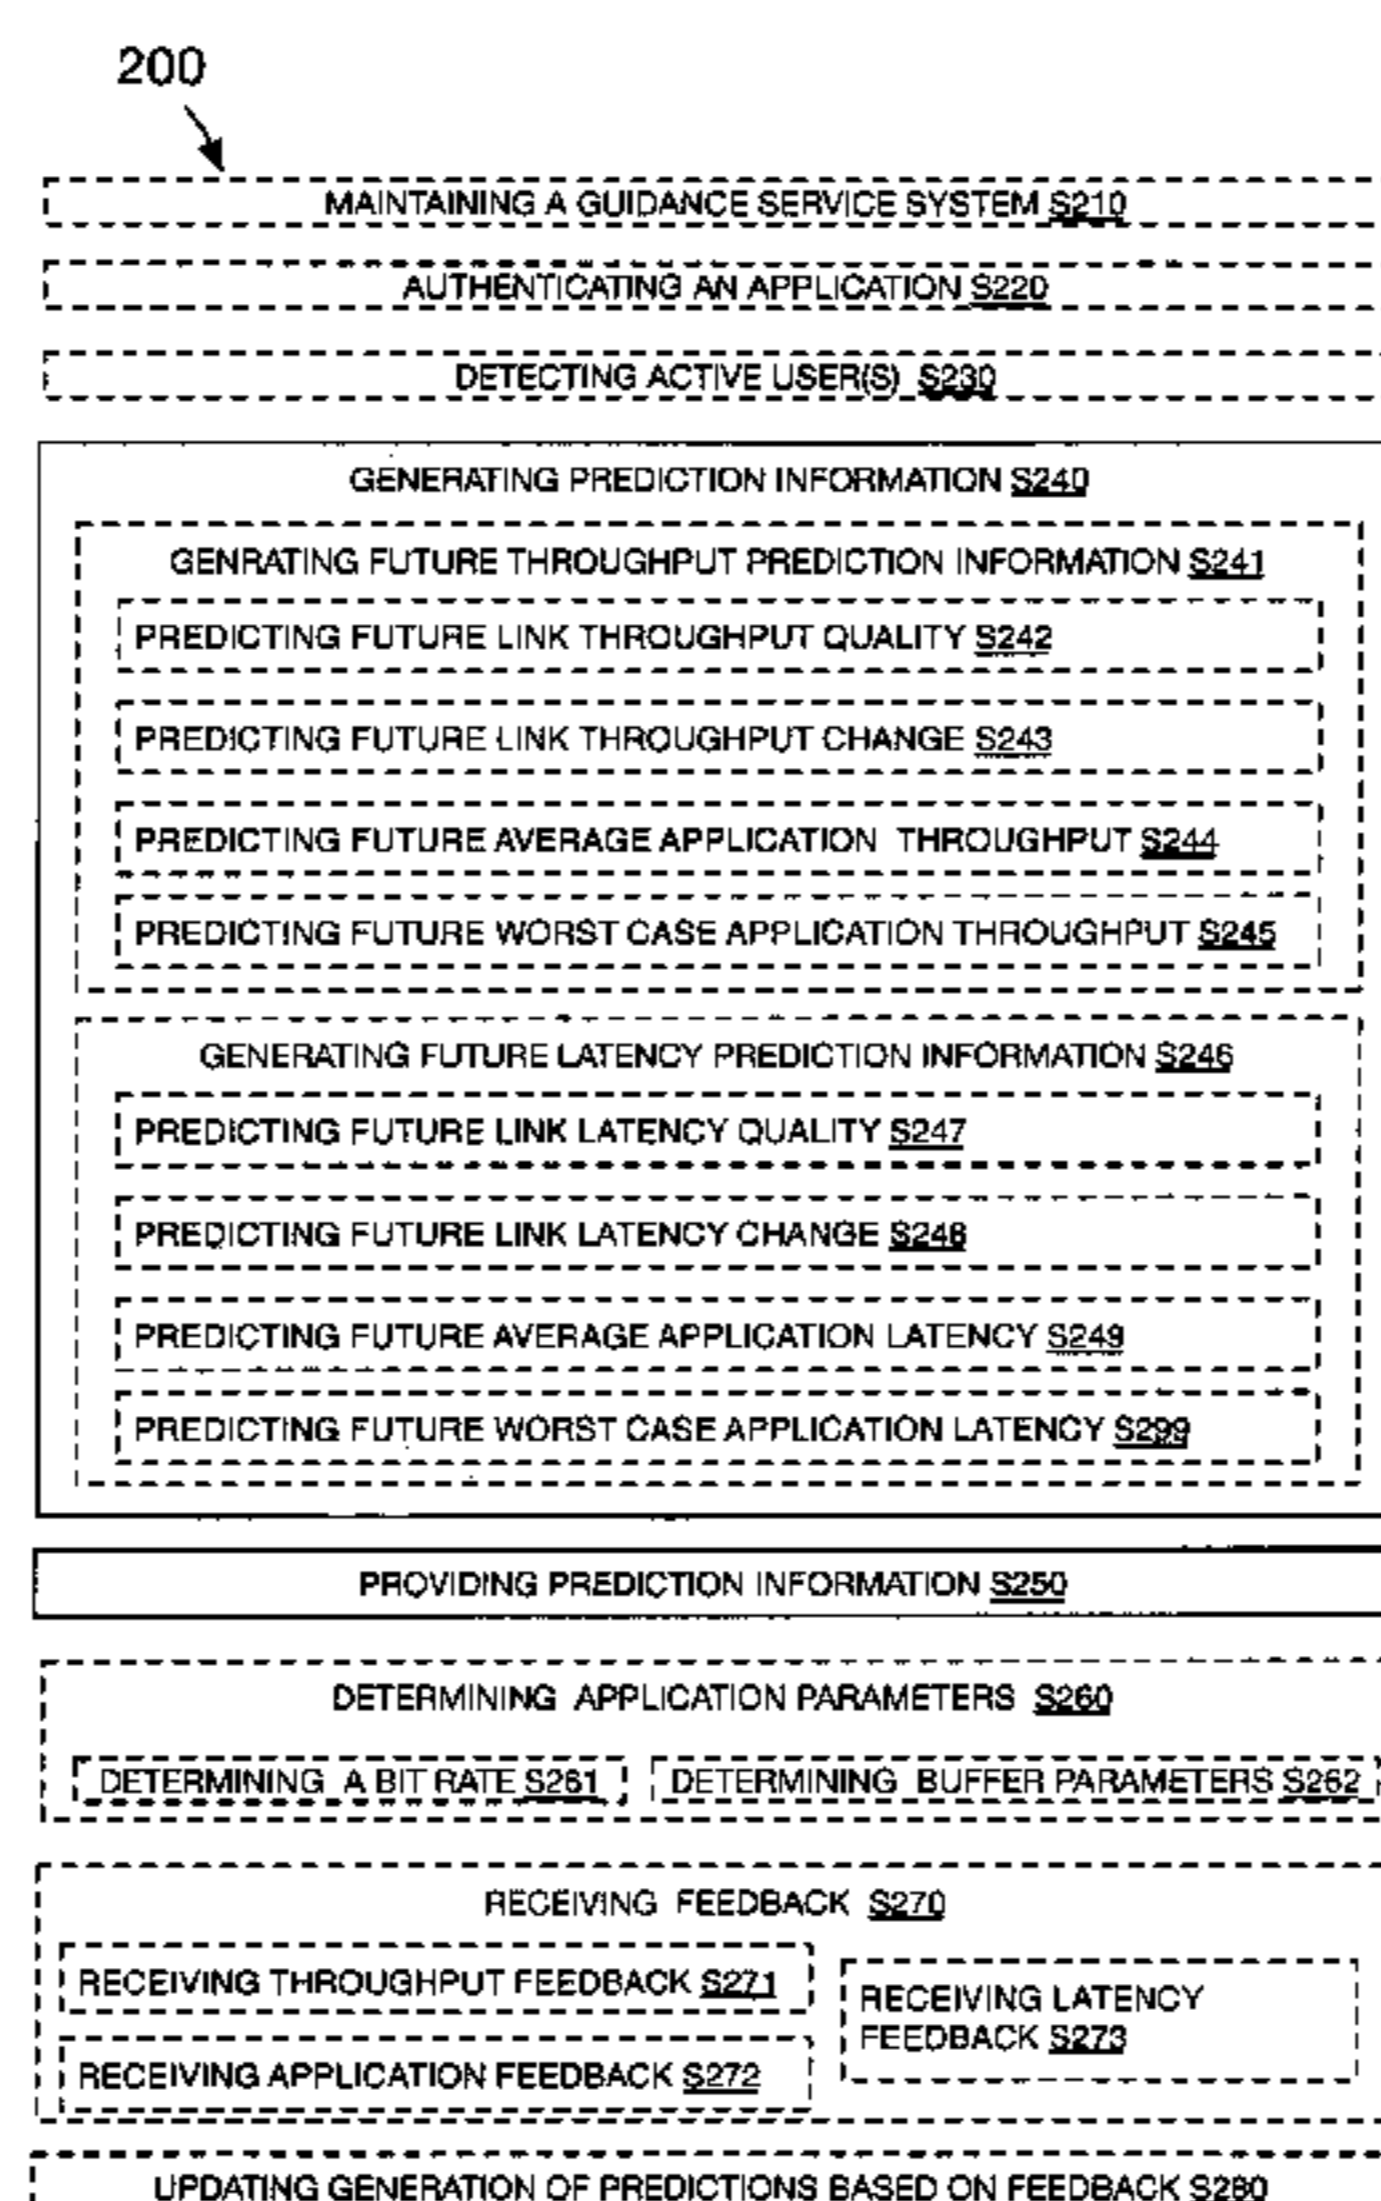 200
MAINTAINING A GUIDANCE SERVICE SYSTEM S210
AUTHENTICATING AN APPLICATION S220
DETECTING ACTIVE USER(S) S230
GENERATING PREDICTION INFORMATION S240
GENRATING FUTURE THROUGHPUT PREDICTION INFORMATION S241
PREDICTING FUTURE LINK THROUGHPUT QUALITY S242
PREDICTING FUTURE LINK THROUGHPUT CHANGE S243
PREDICTING FUTURE AVERAGE APPLICATION THROUGHPUT S244
PREDICTING FUTURE WORST CASE APPLICATION THROUGHPUT S245
GENERATING FUTURE LATENCY PREDICTION INFORMATION S246
PREDICTING FUTURE LINK LATENCY QUALITY S247
PREDICTING FUTURE LINK LATENCY CHANGE S248
PREDICTING FUTURE AVERAGE APPLICATION LATENCY S249
PREDICTING FUTURE WORST CASE APPLICATION LATENCY S299
PROVIDING PREDICTION INFORMATION S250
DETERMINING APPLICATION PARAMETERS S260
DETERMINING A BIT RATE S261
DETERMINING BUFFER PARAMETERS S262
RECEIVING FEEDBACK S270
RECEIVING THROUGHPUT FEEDBACK S271
RECEIVING APPLICATION FEEDBACK S272
RECEIVING LATENCY
FEEDBACK S273
UPDATING GENERATION OF PREDICTIONS BASED ON FEEDBACK S280